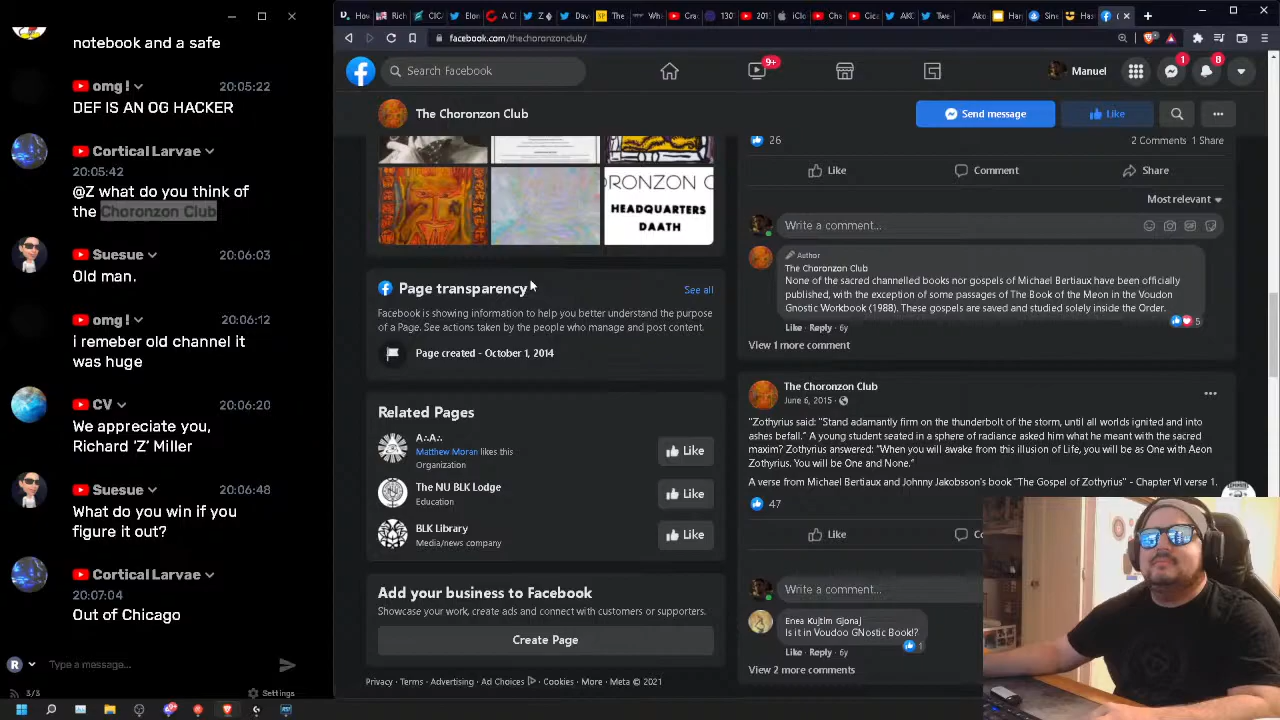 notebook and a safe
omg !
20:05:22
DEF IS AN OG HACKER
Cortical Larvae
20:05:42
@Z what do you think of
the Choronzon Club
Suesue
20:06:03
Old man.
omg !
20:06:12
i remeber old channel it
was huge
CV
20:06:20
We appreciate you,
Richard 'Z' Miller
Suesue
20:06:48
What do you win if you
figure it out?
Cortical Larvae
20:07:04
Out of Chicago
R
Type a message...
3/3
Settings
facebook.com/thechoronzonclub/
Search Facebook
9+
Manuel
1
8
The Choronzon Club
Send message
Like
ORONZON C
HEADQUARTERS
DAATH
Page transparency
See all
Facebook is showing information to help you better understand the purpose
of a Page. See actions taken by the people who manage and post content.
Page created - October 1, 2014
Related Pages
A∴A∴
Matthew Moran likes this
Organization
Like
The NU BLK Lodge
Education
Like
BLK Library
Media/news company
Like
Add your business to Facebook
Showcase your work, create ads and connect with customers or supporters.
Create Page
Privacy · Terms · Advertising · Ad Choices · Cookies · More · Meta © 2021
26
2 Comments 1 Share
Like
Comment
Share
Most relevant
Write a comment...
Author
The Choronzon Club
None of the sacred channelled books nor gospels of Michael Bertiaux have been officially
published, with the exception of some passages of The Book of the Meon in the Voudon
Gnostic Workbook (1988). These gospels are saved and studied solely inside the Order.
5
Like · Reply · 6y
View 1 more comment
The Choronzon Club
June 6, 2015
"Zothyrius said: "Stand adamantly firm on the thunderbolt of the storm, until all worlds ignited and into
ashes befall." A young student seated in a sphere of radiance asked him what he meant with the sacred
maxim? Zothyrius answered: "When you will awake from this illusion of Life, you will be as One with Aeon
Zothyrius. You will be One and None."
A verse from Michael Bertiaux and Johnny Jakobsson's book "The Gospel of Zothyrius" - Chapter VI verse 1.
47
Like
Write a comment...
Enea Kujtim Gjonaj
Is it in Voudoo GNostic Book!?
1
Like · Reply · 6y
View 2 more comments